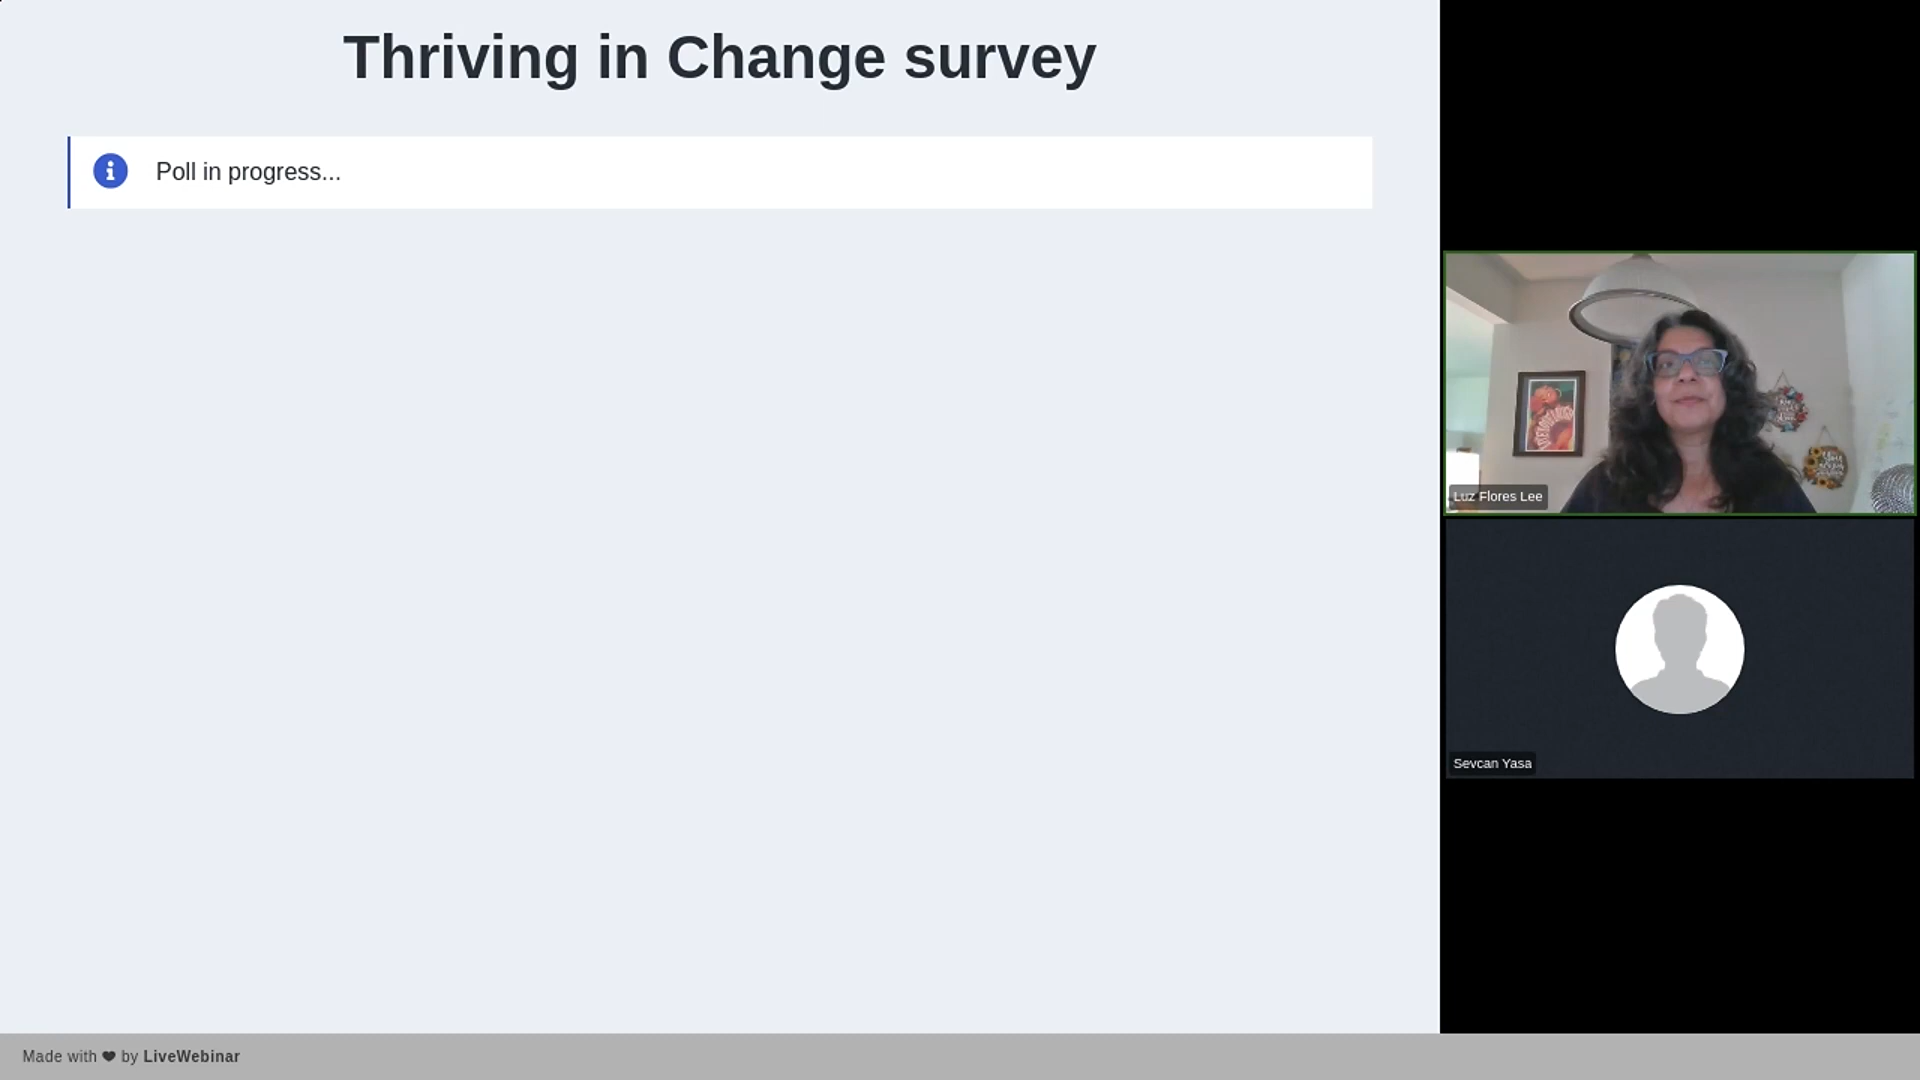 Thriving in Change survey
Poll in progress...
Luz Flores Lee
Sevcan Yasa
Made with ❤ by LiveWebinar